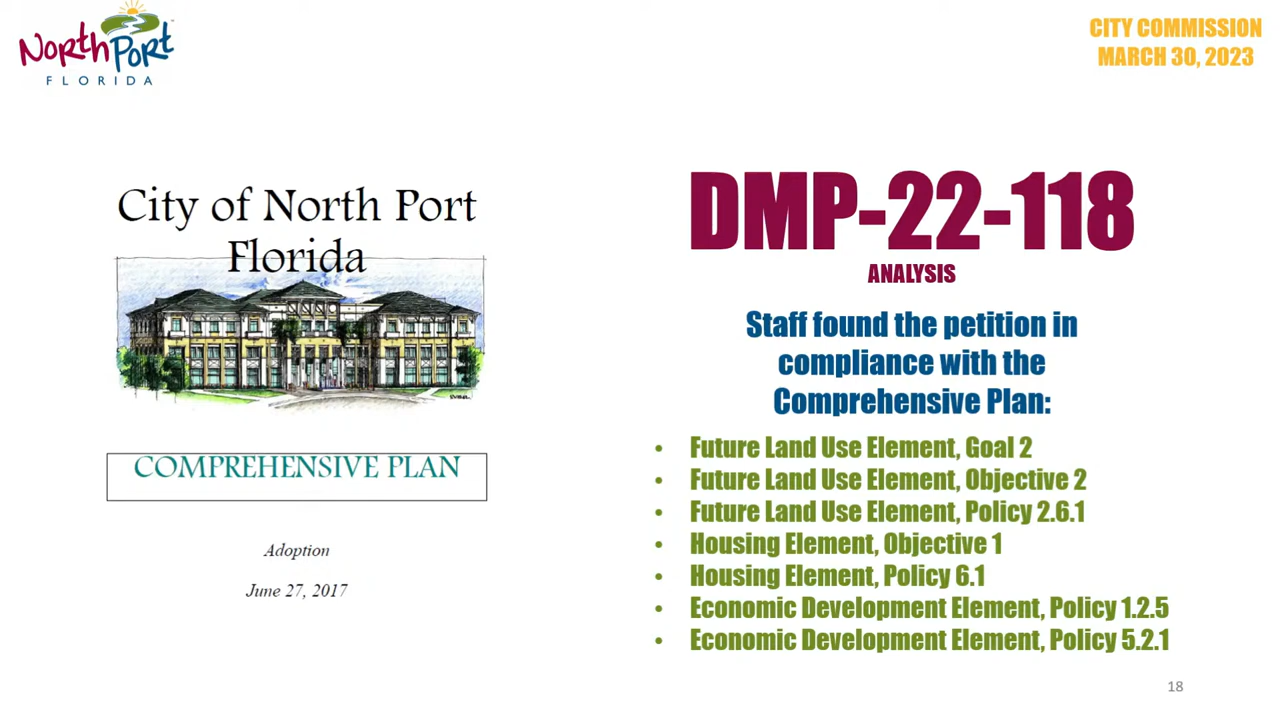 North Port
FLORIDA
CITY COMMISSION
MARCH 30, 2023
City of North Port
Florida
COMPREHENSIVE PLAN
Adoption
June 27, 2017
DMP-22-118
ANALYSIS
Staff found the petition in
compliance with the
Comprehensive Plan:
• Future Land Use Element, Goal 2
• Future Land Use Element, Objective 2
• Future Land Use Element, Policy 2.6.1
• Housing Element, Objective 1
• Housing Element, Policy 6.1
• Economic Development Element, Policy 1.2.5
• Economic Development Element, Policy 5.2.1
18